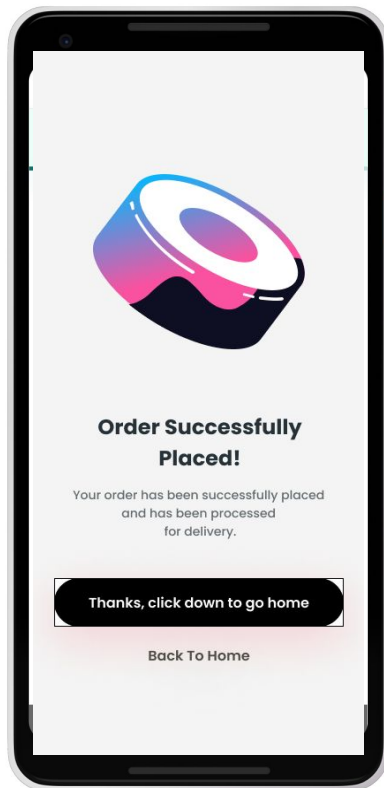 Order Successfully
Placed!
Your order has been successfully placed
and has been processed
for delivery.
Thanks, click down to go home
Back To Home